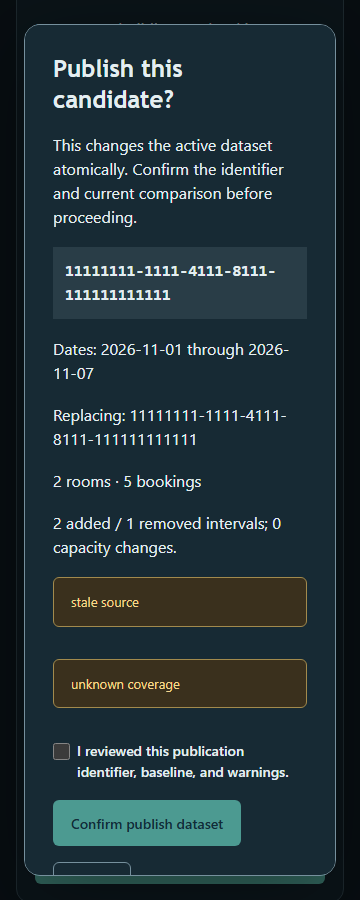 Publish this
candidate?
This changes the active dataset
atomically. Confirm the identifier
and current comparison before
proceeding.
11111111-1111-4111-8111-
111111111111
Dates: 2026-11-01 through 2026-
11-07
Replacing: 11111111-1111-4111-
8111-111111111111
2 rooms · 5 bookings
2 added / 1 removed intervals; 0
capacity changes.
stale source
unknown coverage
I reviewed this publication
identifier, baseline, and warnings.
Confirm publish dataset